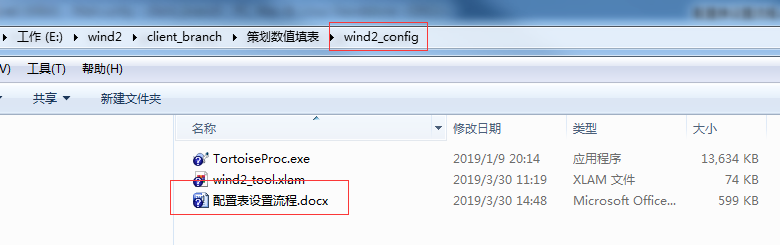 工作 (E:) wind2 client_branch 策划数值填表 wind2_config
(V) 工具(T) 帮助(H)
共享 新建文件夹
名称 修改日期 类型 大小
TortoiseProc.exe 2019/1/9 20:14 应用程序 13,634 KB
wind2_tool.xlam 2019/3/30 11:19 XLAM 文件 74 KB
配置表设置流程.docx 2019/3/30 14:48 Microsoft Office... 599 KB